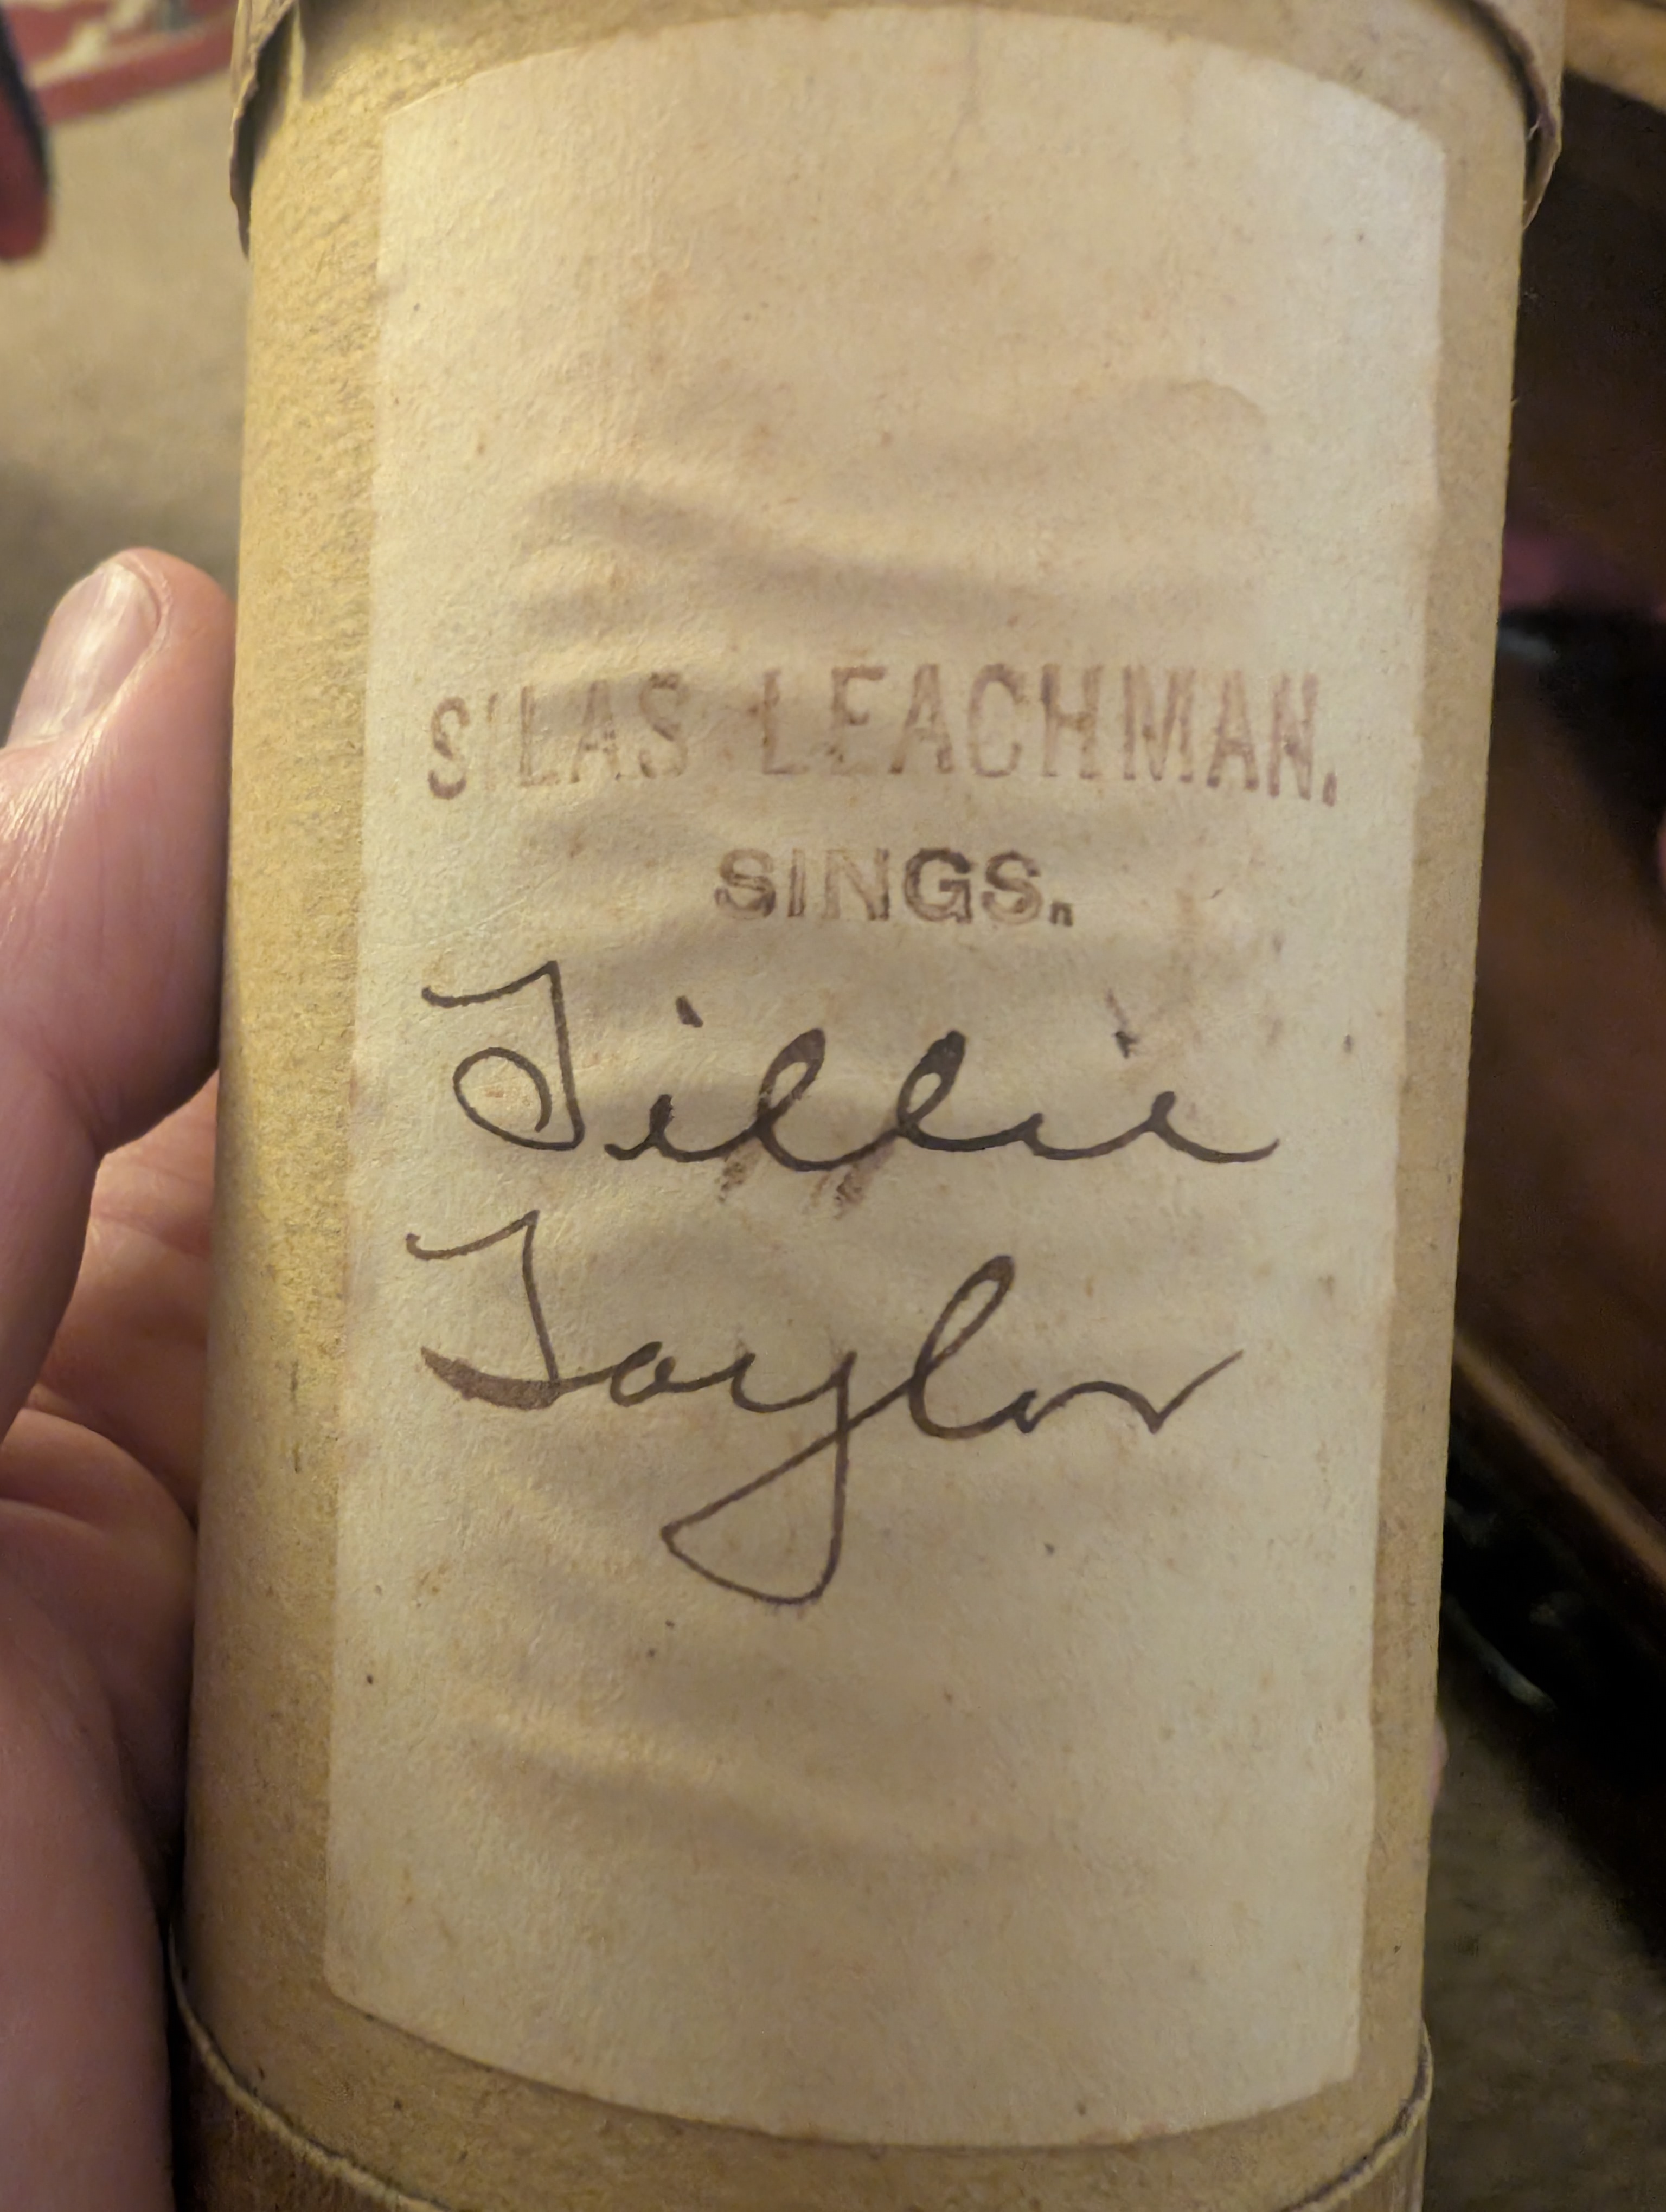 SILAS LEACHMAN.
SINGS.
Tillie
Taylor